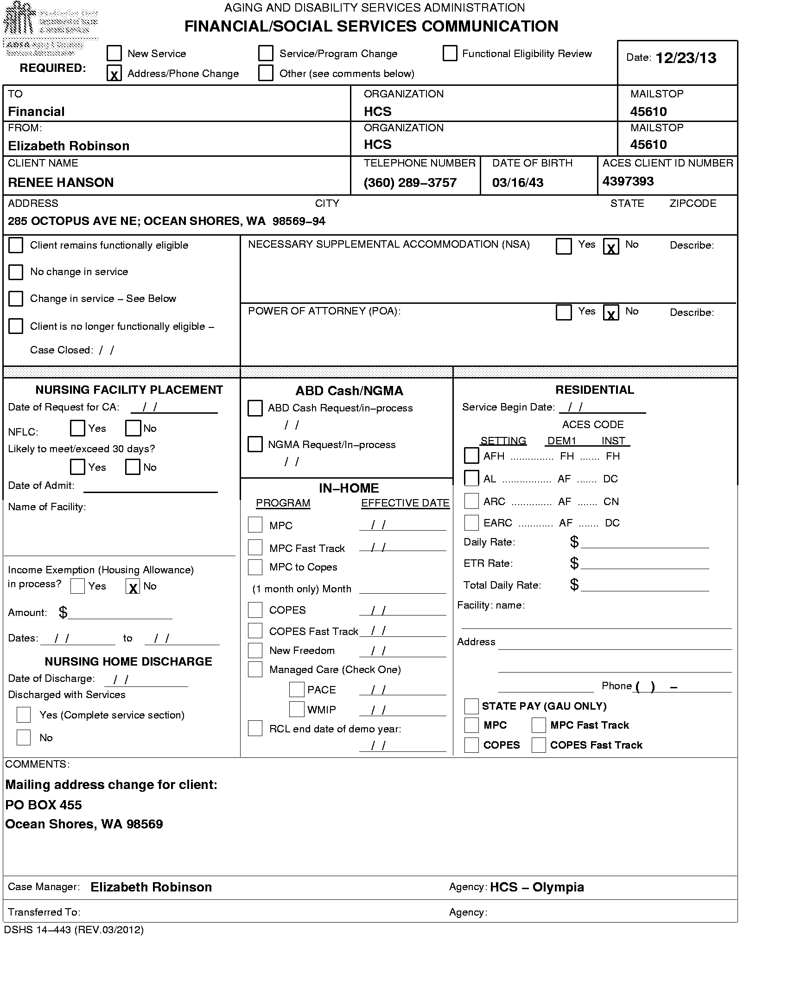 AGING AND DISABILITY SERVICES ADMINISTRATION
FINANCIAL/SOCIAL SERVICES COMMUNICATION
New Service Service/Program Change Functional Eligibility Review Date: 12/23/13
REQUIRED: X Address/Phone Change Other (see comments below)
TO ORGANIZATION MAILSTOP
Financial HCS 45610
FROM: ORGANIZATION MAILSTOP
Elizabeth Robinson HCS 45610
CLIENT NAME TELEPHONE NUMBER DATE OF BIRTH ACES CLIENT ID NUMBER
RENEE HANSON (360) 289–3757 03/16/43 4397393
ADDRESS CITY STATE ZIPCODE
285 OCTOPUS AVE NE; OCEAN SHORES, WA 98569–94
Client remains functionally eligible
No change in service
Change in service – See Below
Client is no longer functionally eligible –
Case Closed: / /
NECESSARY SUPPLEMENTAL ACCOMMODATION (NSA) Yes X No Describe:
POWER OF ATTORNEY (POA): Yes X No Describe:
NURSING FACILITY PLACEMENT
Date of Request for CA: / /
NFLC: Yes No
Likely to meet/exceed 30 days?
Yes No
Date of Admit:
Name of Facility:
Income Exemption (Housing Allowance)
in process? Yes X No
Amount: $
Dates: / / to / /
NURSING HOME DISCHARGE
Date of Discharge: / /
Discharged with Services
Yes (Complete service section)
No
ABD Cash/NGMA
ABD Cash Request/in–process
/ /
NGMA Request/In–process
/ /
IN–HOME
PROGRAM EFFECTIVE DATE
MPC / /
MPC Fast Track / /
MPC to Copes
(1 month only) Month
COPES / /
COPES Fast Track / /
New Freedom / /
Managed Care (Check One)
PACE / /
WMIP / /
RCL end date of demo year:
/ /
RESIDENTIAL
Service Begin Date: / /
ACES CODE
SETTING DEM1 INST
AFH .............. FH ....... FH
AL ................ AF ....... DC
ARC ............. AF ....... CN
EARC ............ AF ....... DC
Daily Rate: $
ETR Rate: $
Total Daily Rate: $
Facility: name:
Address
Phone ( ) –
STATE PAY (GAU ONLY)
MPC MPC Fast Track
COPES COPES Fast Track
COMMENTS:
Mailing address change for client:
PO BOX 455
Ocean Shores, WA 98569
Case Manager: Elizabeth Robinson Agency: HCS – Olympia
Transferred To: Agency:
DSHS 14–443 (REV.03/2012)